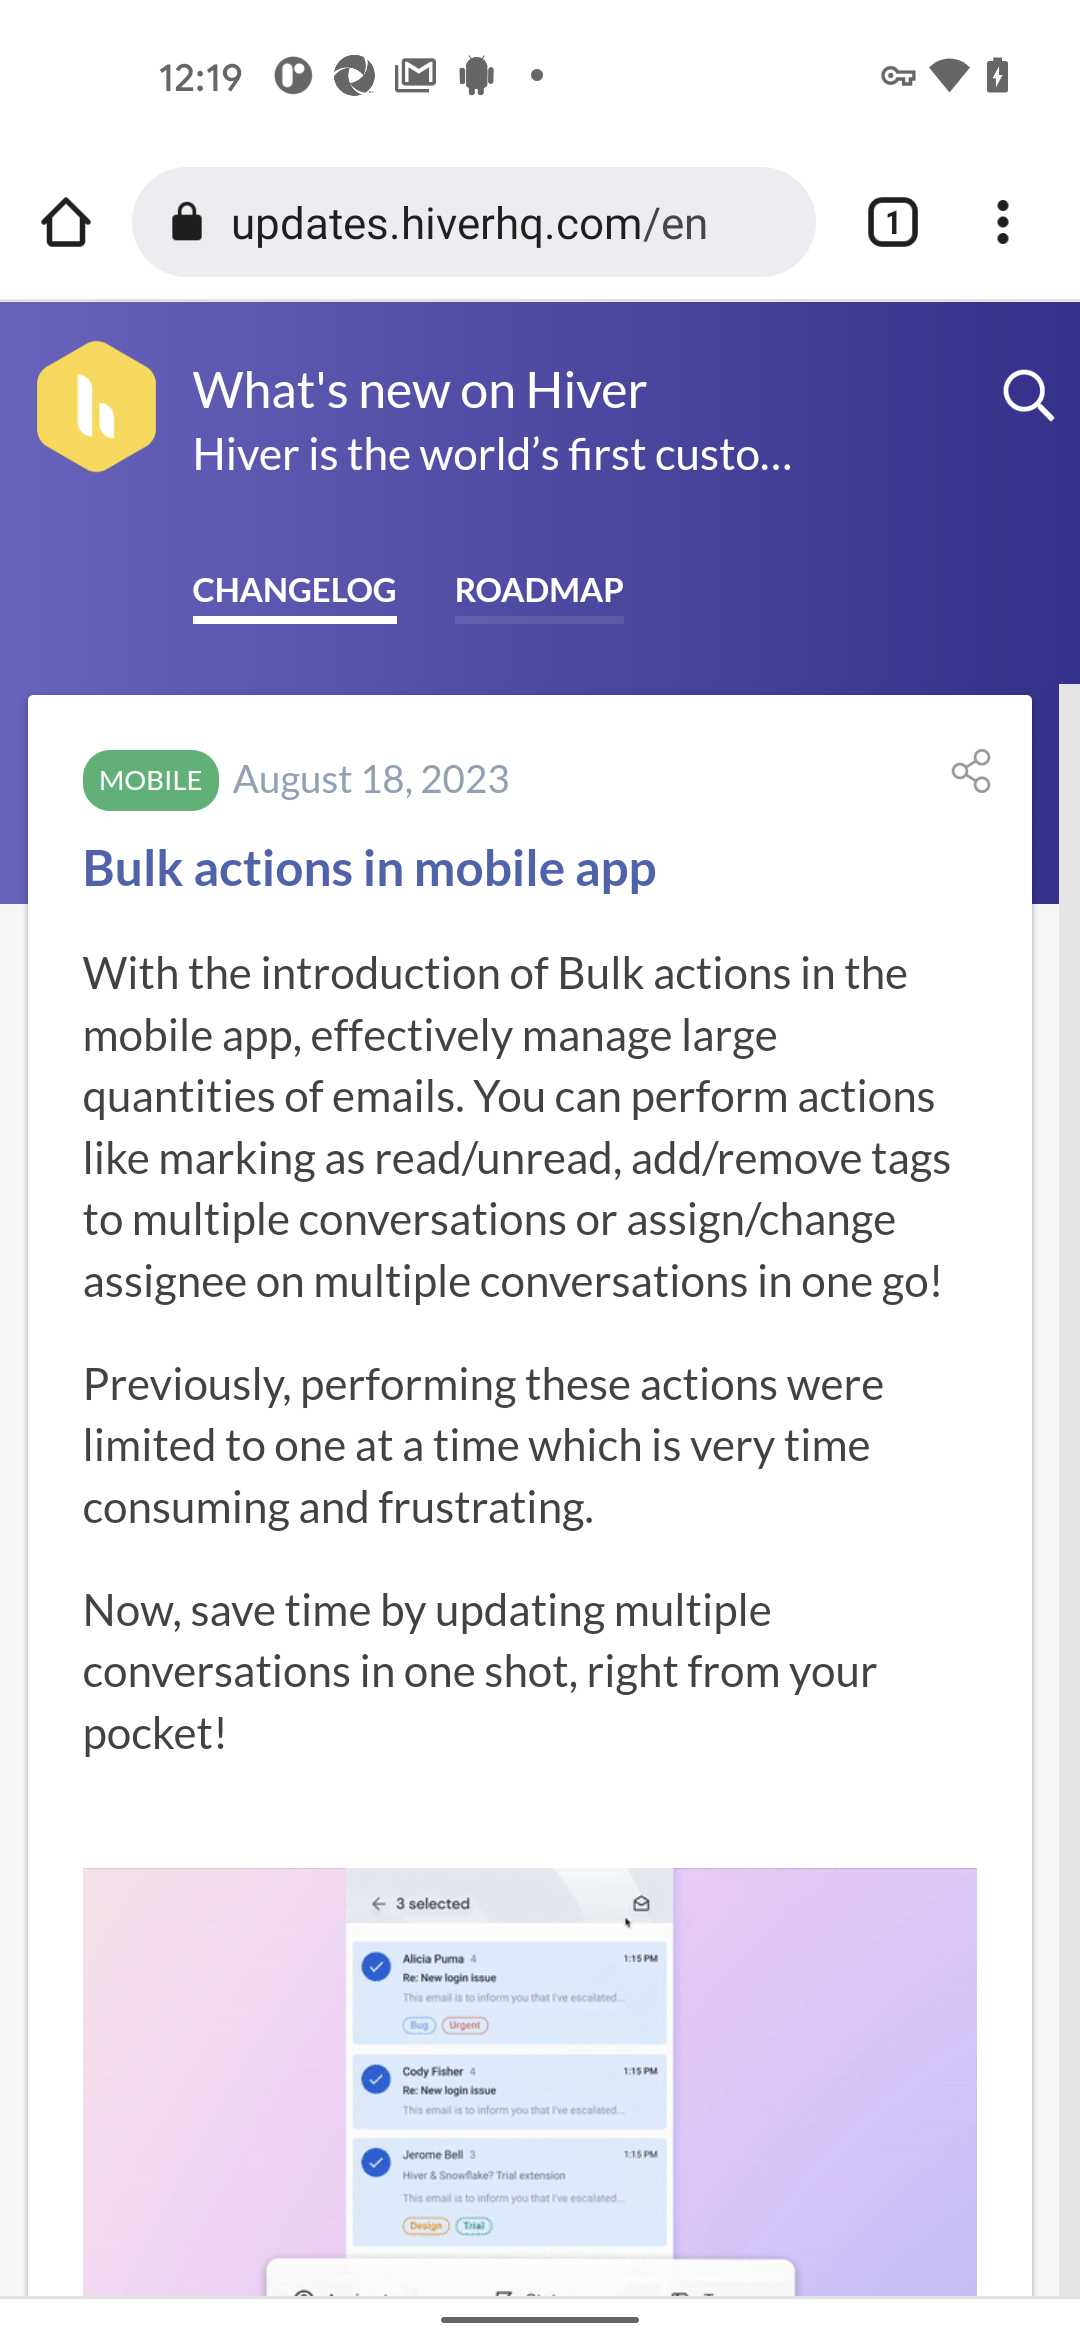 12:19
updates.hiverhq.com/en
1
What's new on Hiver
Hiver is the world’s first custo...
CHANGELOG ROADMAP
MOBILE August 18, 2023
Bulk actions in mobile app
With the introduction of Bulk actions in the
mobile app, effectively manage large
quantities of emails. You can perform actions
like marking as read/unread, add/remove tags
to multiple conversations or assign/change
assignee on multiple conversations in one go!
Previously, performing these actions were
limited to one at a time which is very time
consuming and frustrating.
Now, save time by updating multiple
conversations in one shot, right from your
pocket!
3 selected
Alicia Puma 4 1:15 PM
Re: New login issue
This email is to inform you that I've escalated...
Bug Urgent
Cody Fisher 4 1:15 PM
Re: New login issue
This email is to inform you that I've escalated...
Jerome Bell 3 1:15 PM
Hiver & Snowflake? Trial extension
This email is to inform you that I've escalated...
Design Trial